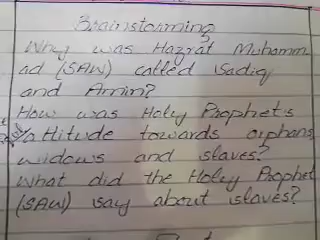 Brainstorming
Why was Hazrat Muhamm
ad (SAW) called Sadiq
and Amin?
How was Holy Prophet's
attitude towards orphans,
widows and slaves?
What did the Holy Prophet
(SAW) say about slaves?